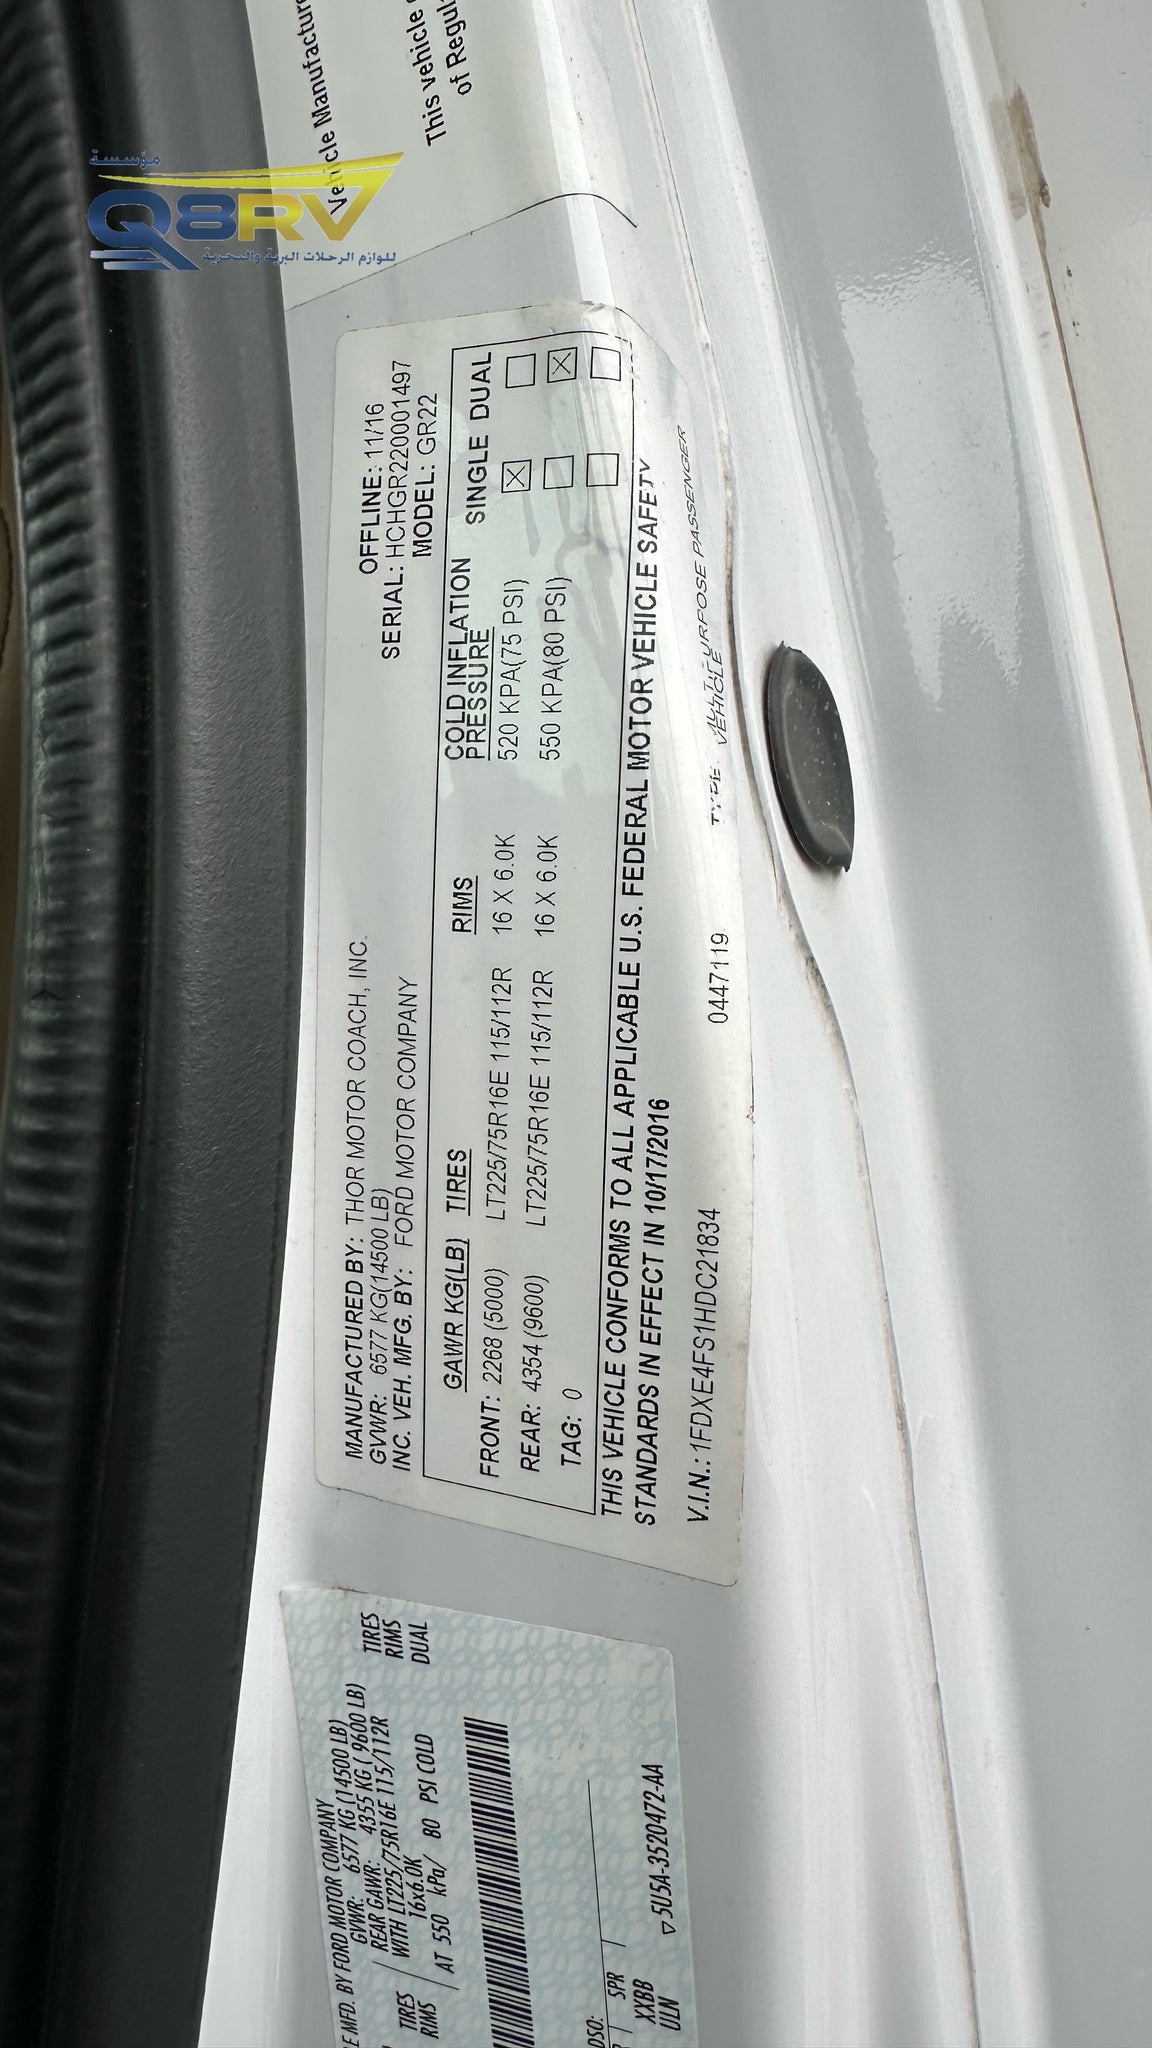 مؤسسة
Q8RV
للوازم الرحلات البرية والبحرية
Vehicle Manufacture
This vehicle
of Regul
MANUFACTURED BY: THOR MOTOR COACH, INC. OFFLINE: 11/16
GVWR: 6577 KG(14500 LB) SERIAL: HCHGR220001497
INC. VEH. MFG. BY: FORD MOTOR COMPANY MODEL: GR22
GAWR KG(LB) TIRES RIMS COLD INFLATION PRESSURE SINGLE DUAL
FRONT: 2268 (5000) LT225/75R16E 115/112R 16 X 6.0K 520 KPA(75 PSI) ☒ ☐
REAR: 4354 (9600) LT225/75R16E 115/112R 16 X 6.0K 550 KPA(80 PSI) ☐ ☒
TAG: 0 ☐ ☐
THIS VEHICLE CONFORMS TO ALL APPLICABLE U.S. FEDERAL MOTOR VEHICLE SAFETY
STANDARDS IN EFFECT IN 10/17/2016
V.I.N.: 1FDXE4FS1HDC21834 0447119 TYPE: MULTIPURPOSE PASSENGER
VEHICLE
MFD. BY FORD MOTOR COMPANY
GVWR: 6577 KG (14500 LB)
REAR GAWR: 4355 KG ( 9600 LB)
WITH LT225/75R16E 115/112R TIRES
TIRES 16x6.0K RIMS
RIMS AT 550 kPa/ 80 PSI COLD DUAL
DSO:
SPR
XXBB
ULN ▽5U5A-3520472-AA